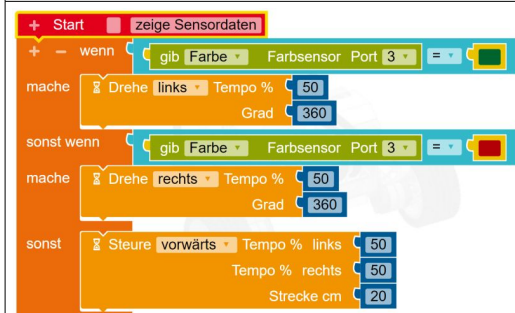 + Start zeige Sensordaten
+ − wenn gib Farbe Farbsensor Port 3 =
mache Drehe links Tempo % 50
Grad 360
sonst wenn gib Farbe Farbsensor Port 3 =
mache Drehe rechts Tempo % 50
Grad 360
sonst Steure vorwärts Tempo % links 50
Tempo % rechts 50
Strecke cm 20